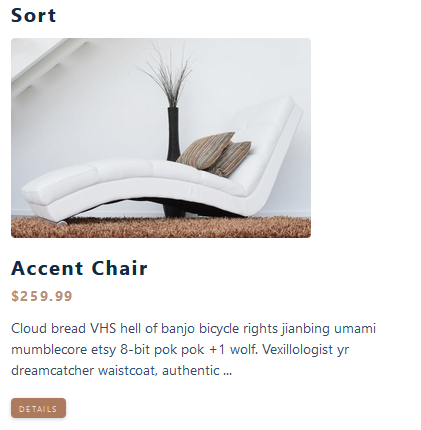 Sort
Accent Chair
$259.99
Cloud bread VHS hell of banjo bicycle rights jianbing umami
mumblecore etsy 8-bit pok pok +1 wolf. Vexillologist yr
dreamcatcher waistcoat, authentic ...
DETAILS